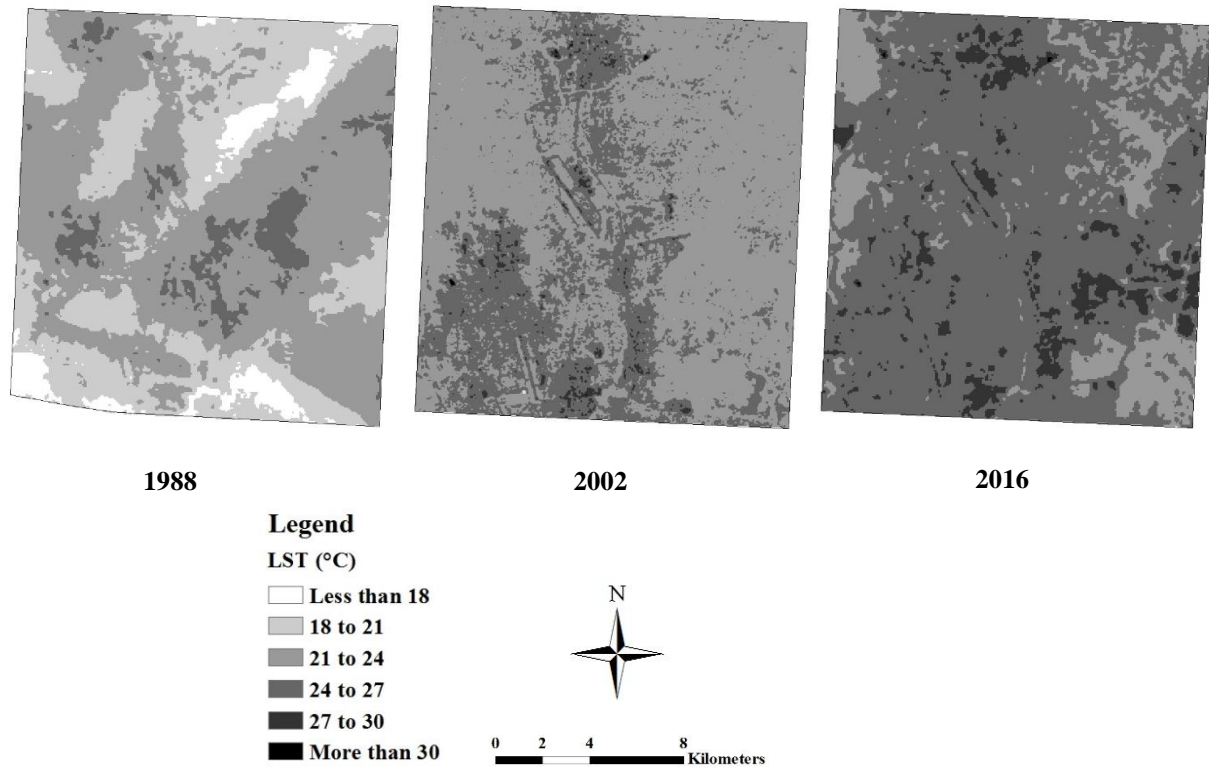 1988
2002
2016
Legend
LST (°C)
Less than 18
18 to 21
21 to 24
24 to 27
27 to 30
More than 30
N
0 2 4 8
Kilometers